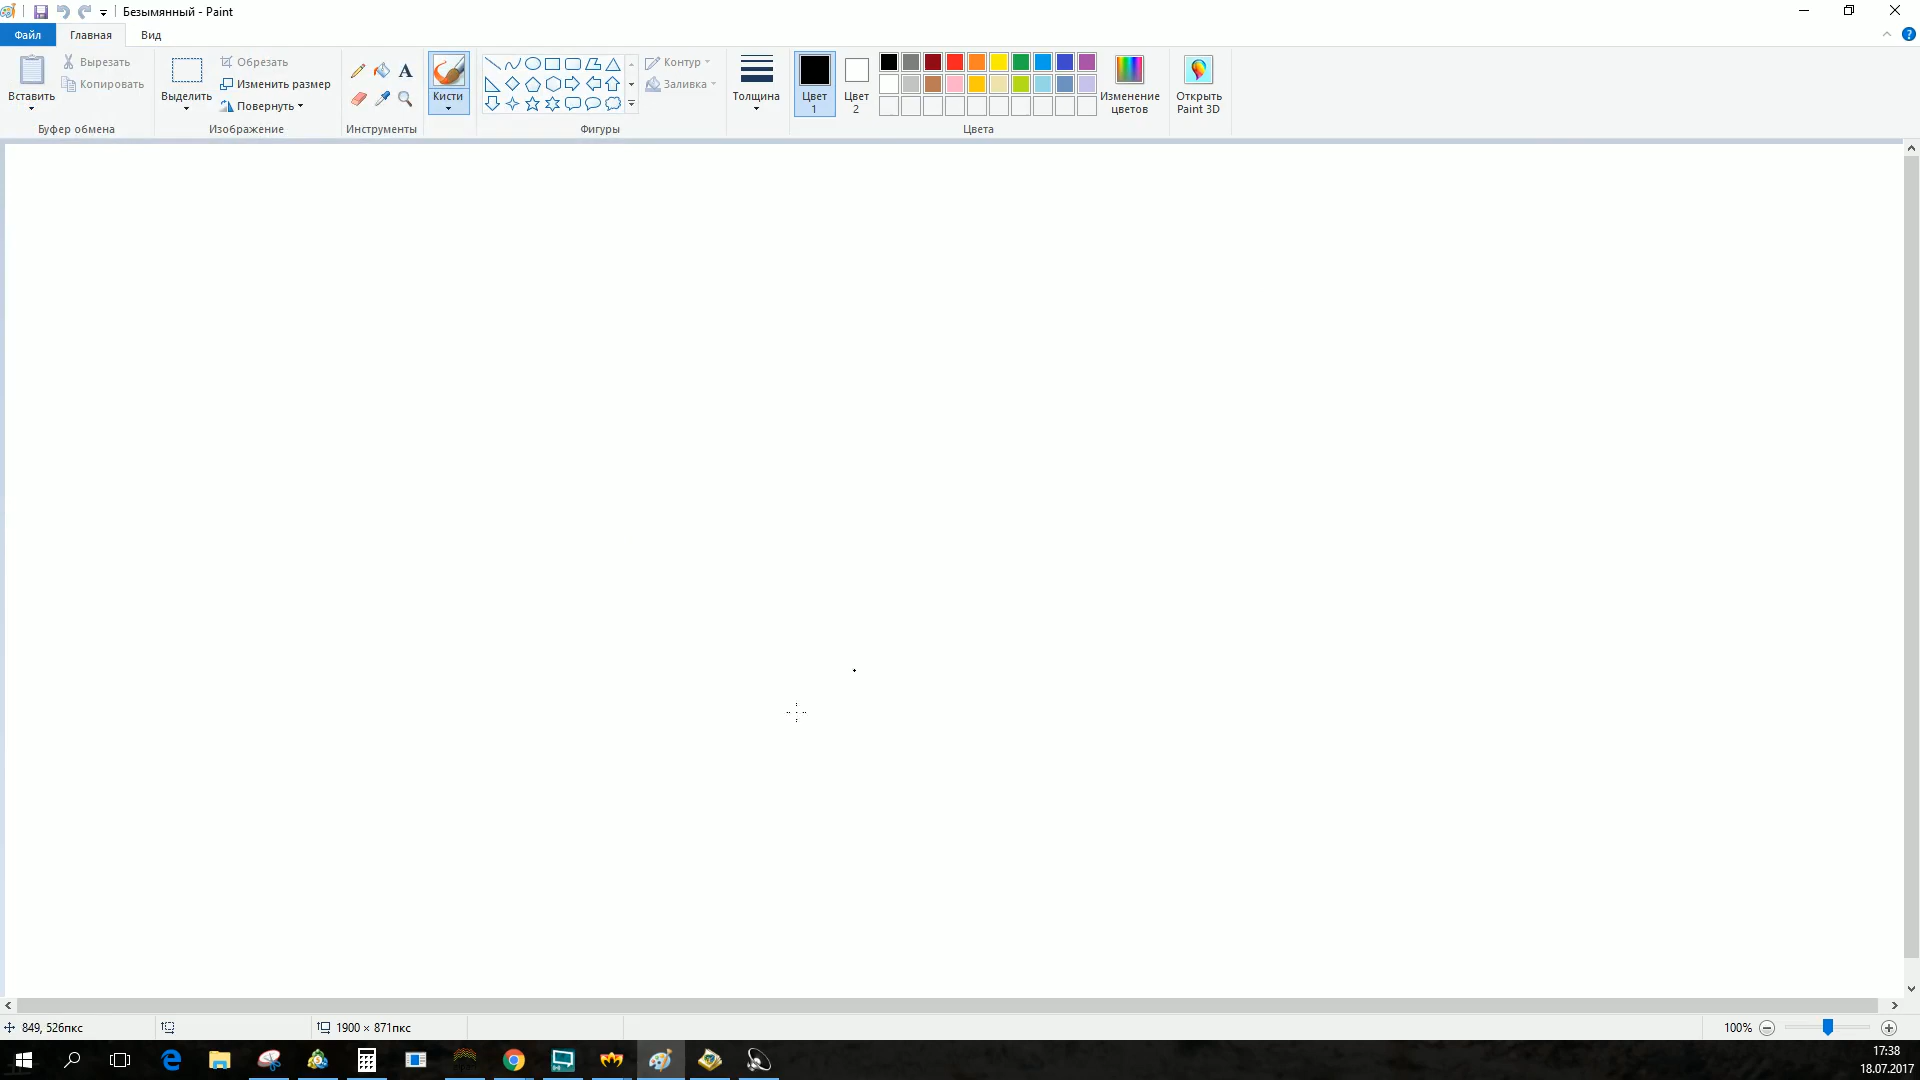 Безымянный - Paint
Файл
Главная
Вид
Вставить
Вырезать
Копировать
Буфер обмена
Выделить
Обрезать
Изменить размер
Повернуть
Изображение
A
Инструменты
Кисти
Контур
Заливка
Фигуры
Толщина
Цвет
1
Цвет
2
Изменение
цветов
Цвета
Открыть
Paint 3D
849, 526пкс
1900 × 871пкс
100%
17:38
18.07.2017